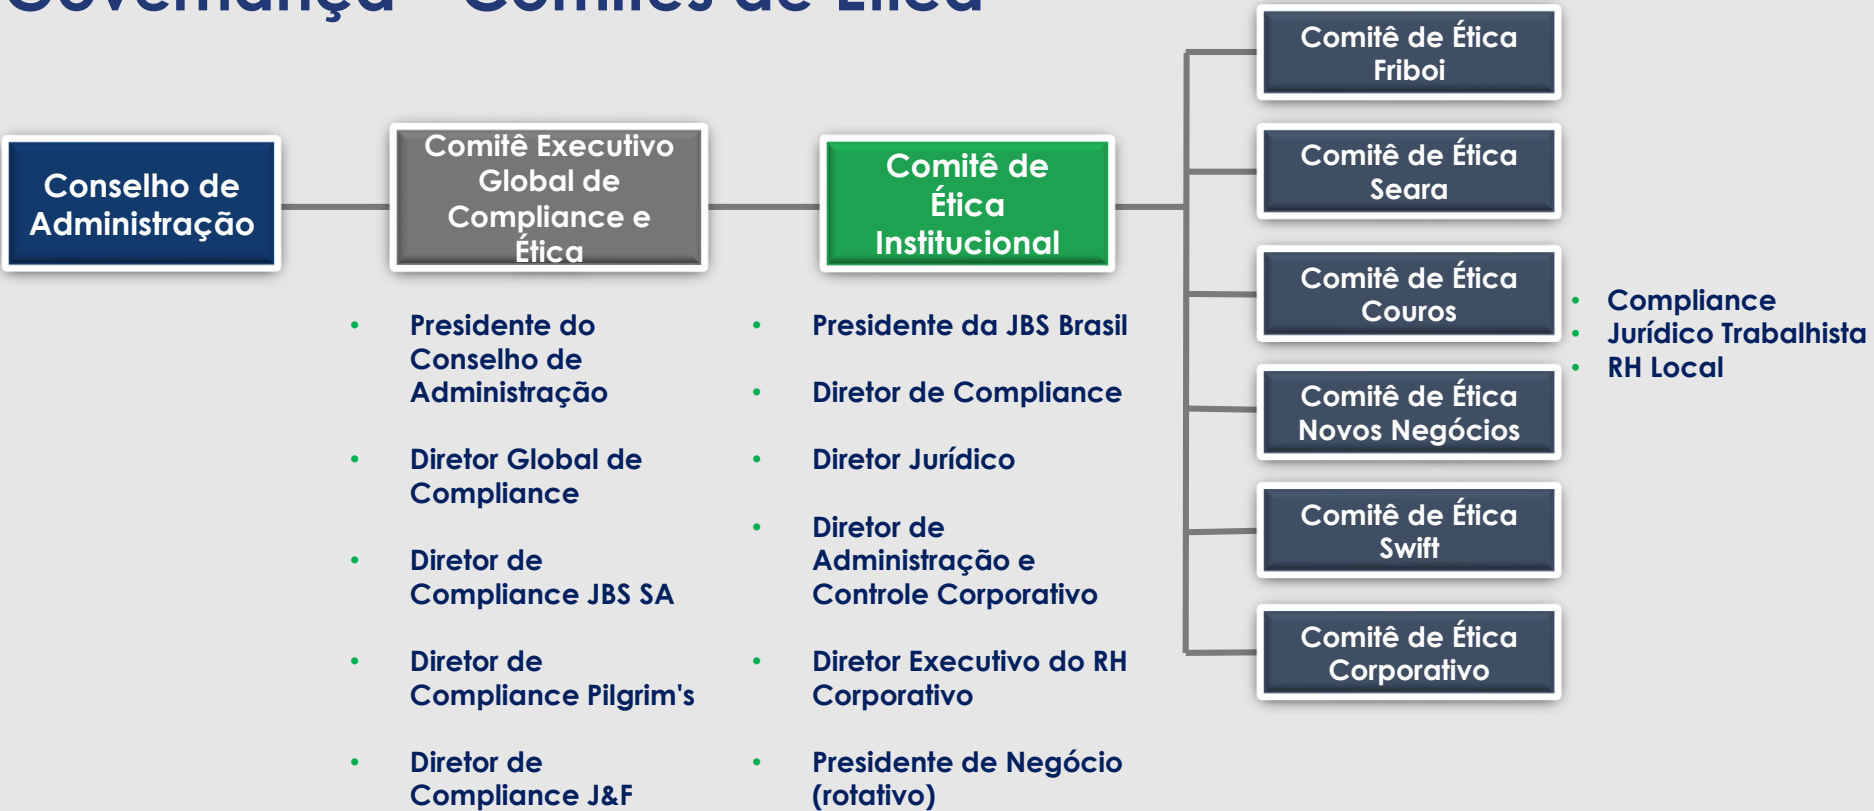 Governança - Comitês de Ética
Conselho de
Administração
Comitê Executivo
Global de
Compliance e
Ética
• Presidente do
Conselho de
Administração
• Diretor Global de
Compliance
• Diretor de
Compliance JBS SA
• Diretor de
Compliance Pilgrim's
• Diretor de
Compliance J&F
Comitê de
Ética
Institucional
• Presidente da JBS Brasil
• Diretor de Compliance
• Diretor Jurídico
• Diretor de
Administração e
Controle Corporativo
• Diretor Executivo do RH
Corporativo
• Presidente de Negócio
(rotativo)
Comitê de Ética
Friboi
Comitê de Ética
Seara
Comitê de Ética
Couros
Comitê de Ética
Novos Negócios
Comitê de Ética
Swift
Comitê de Ética
Corporativo
• Compliance
• Jurídico Trabalhista
• RH Local